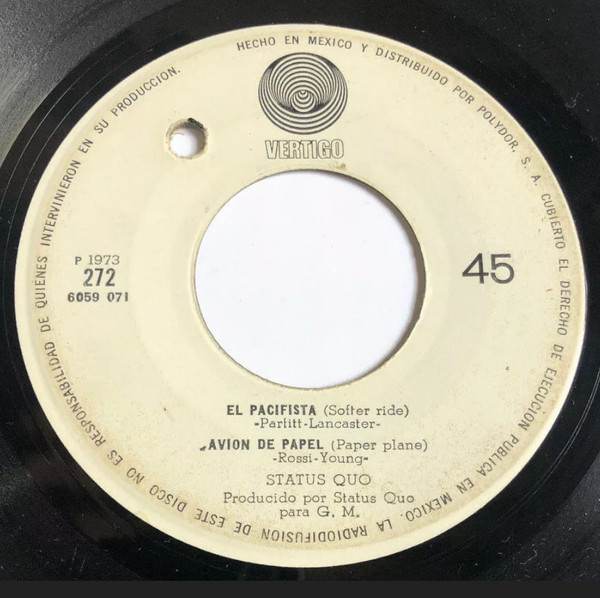 HECHO EN MEXICO Y DISTRIBUIDO POR POLYDOR, S. A. CUBIERTO EL DERECHO DE EJECUCION PUBLICA EN MEXICO. LA RADIODIFUSION DE ESTE DISCO NO ES RESPONSABILIDAD DE QUIENES INTERVINIERON EN SU PRODUCCION.
VERTIGO
P 1973
272
6059 071
45
EL PACIFISTA (Softer ride)
-Parfitt-Lancaster-
AVION DE PAPEL (Paper plane)
-Rossi-Young-
STATUS QUO
Producido por Status Quo
para G. M.